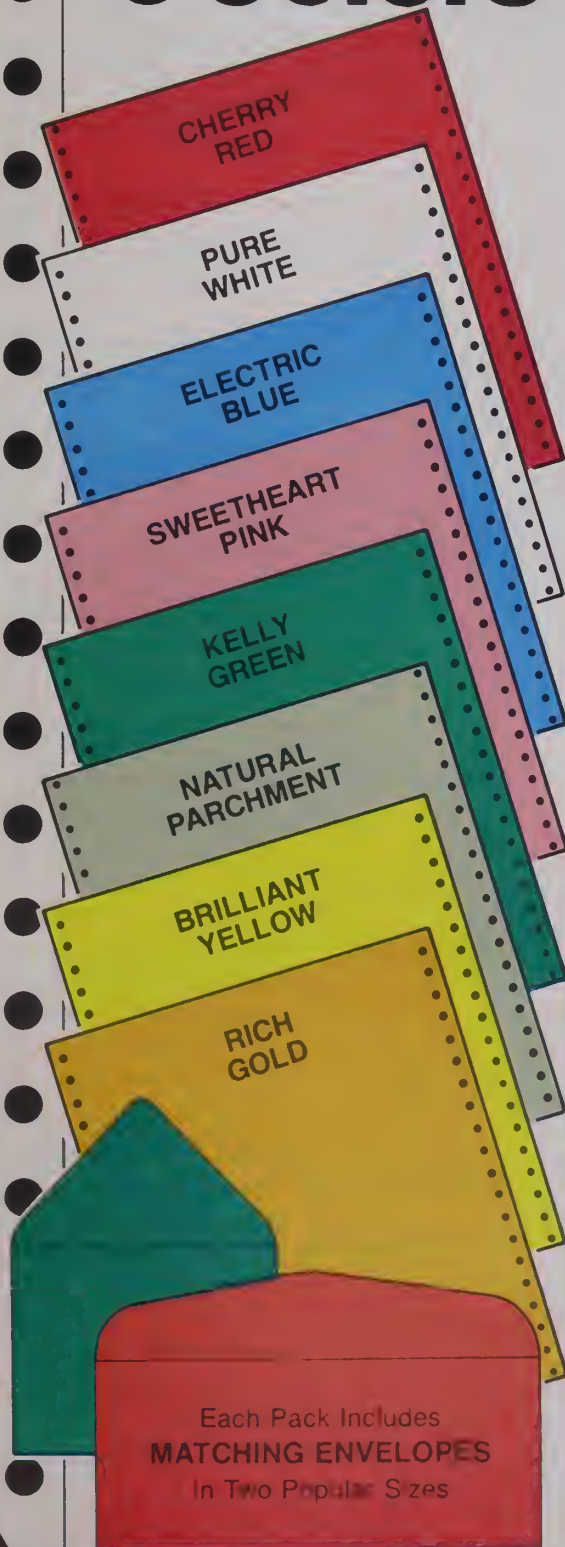 CHERRY
RED
PURE
WHITE
ELECTRIC
BLUE
SWEETHEART
PINK
KELLY
GREEN
NATURAL
PARCHMENT
BRILLIANT
YELLOW
RICH
GOLD
Each Pack Includes
MATCHING ENVELOPES
In Two Popular Sizes